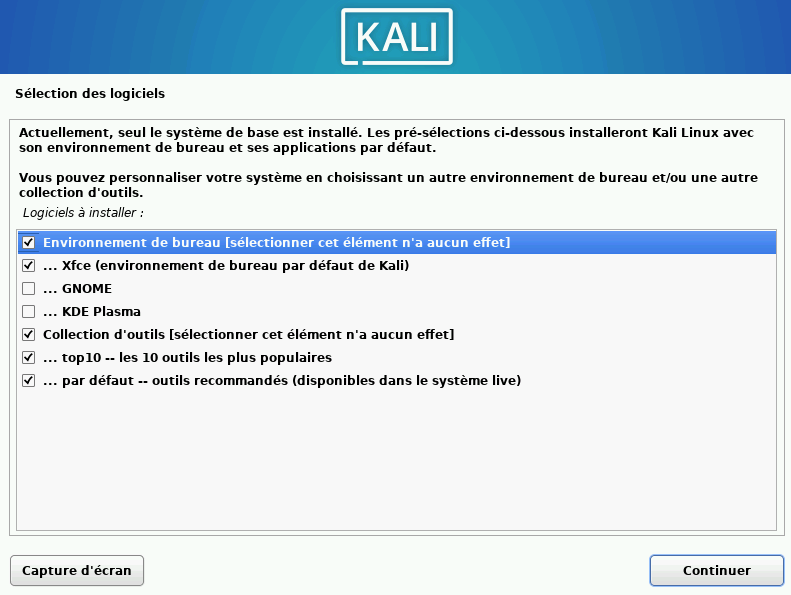 KALI
Sélection des logiciels
Actuellement, seul le système de base est installé. Les pré-sélections ci-dessous installeront Kali Linux avec
son environnement de bureau et ses applications par défaut.
Vous pouvez personnaliser votre système en choisissant un autre environnement de bureau et/ou une autre
collection d'outils.
Logiciels à installer :
Environnement de bureau [sélectionner cet élément n'a aucun effet]
... Xfce (environnement de bureau par défaut de Kali)
... GNOME
... KDE Plasma
Collection d'outils [sélectionner cet élément n'a aucun effet]
... top10 -- les 10 outils les plus populaires
... par défaut -- outils recommandés (disponibles dans le système live)
Capture d'écran
Continuer